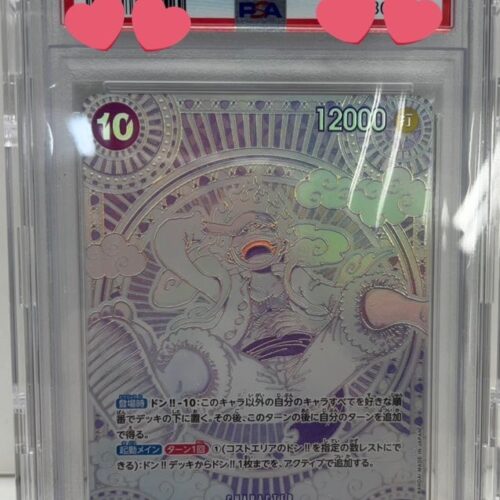 PSA
10
12000 打
登場時 ドン!!-10:このキャラ以外の自分のキャラすべてを好きな順
番でデッキの下に置く。その後、このターンの後に自分のターンを追加
で得る。
起動メイン ターン1回 ①(コストエリアのドン!!を指定の数レストにで
きる):ドン!!デッキからドン!!1枚までを、アクティブで追加する。
CHARACTER